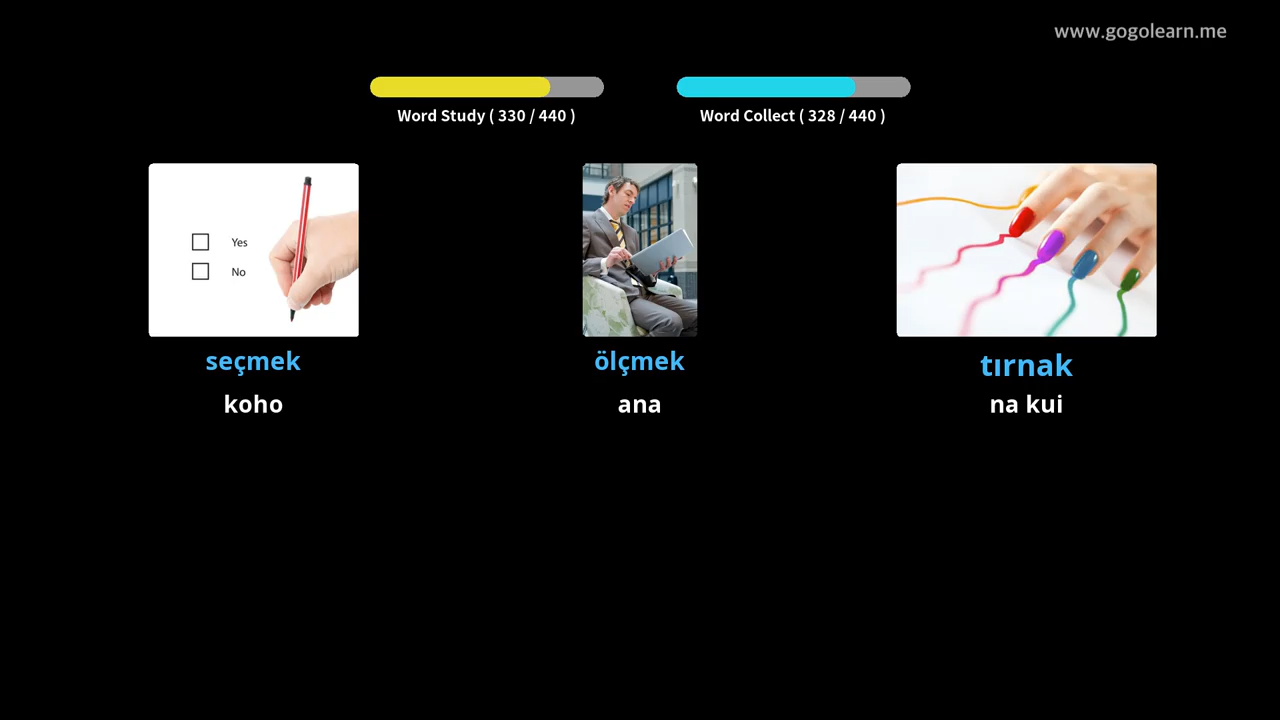 www.gogolearn.me
Word Study ( 330 / 440 )
Word Collect ( 328 / 440 )
Yes
No
seçmek
ölçmek
tırnak
koho
ana
na kui